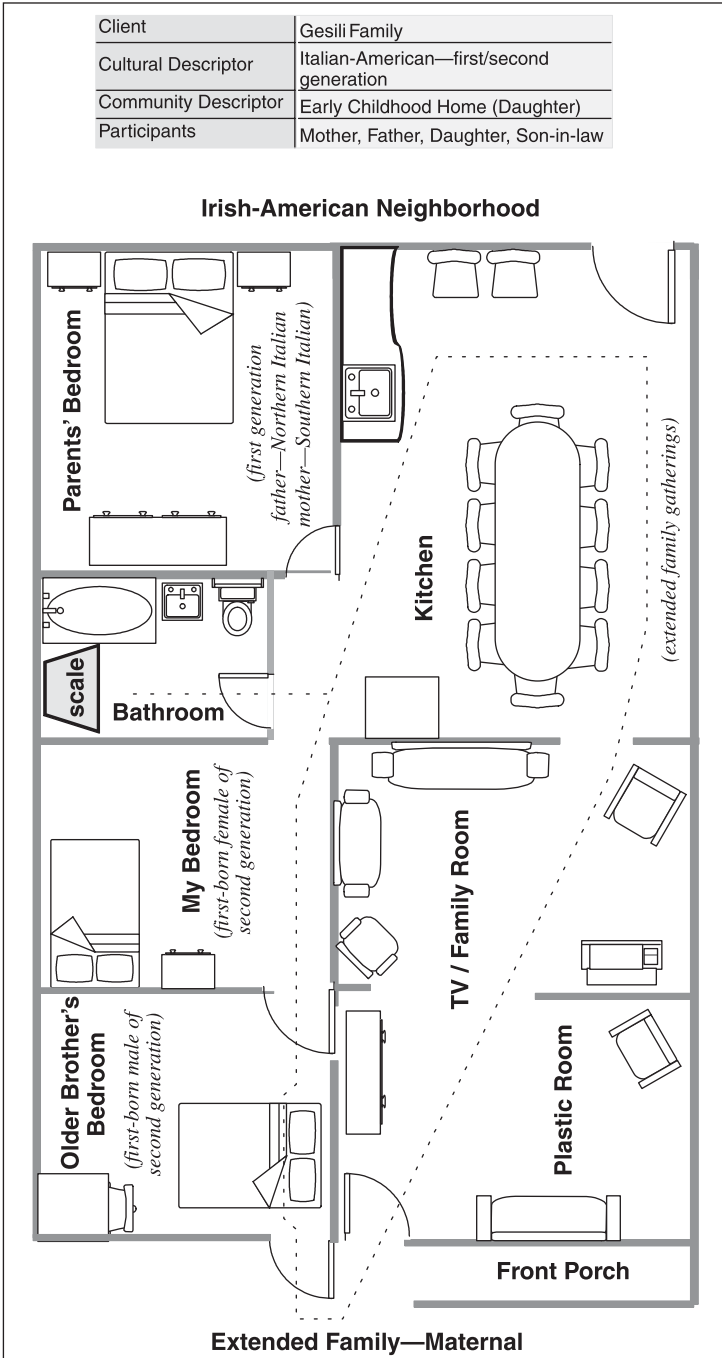 Client
Gesili Family
Cultural Descriptor
Italian-American—first/second
generation
Community Descriptor
Early Childhood Home (Daughter)
Participants
Mother, Father, Daughter, Son-in-law
Irish-American Neighborhood
Parents’ Bedroom
(first generation
father—Northern Italian
mother—Southern Italian)
Kitchen
(extended family gatherings)
scale
Bathroom
My Bedroom
(first-born female of
second generation)
TV / Family Room
Older Brother’s
Bedroom
(first-born male of
second generation)
Plastic Room
Front Porch
Extended Family—Maternal